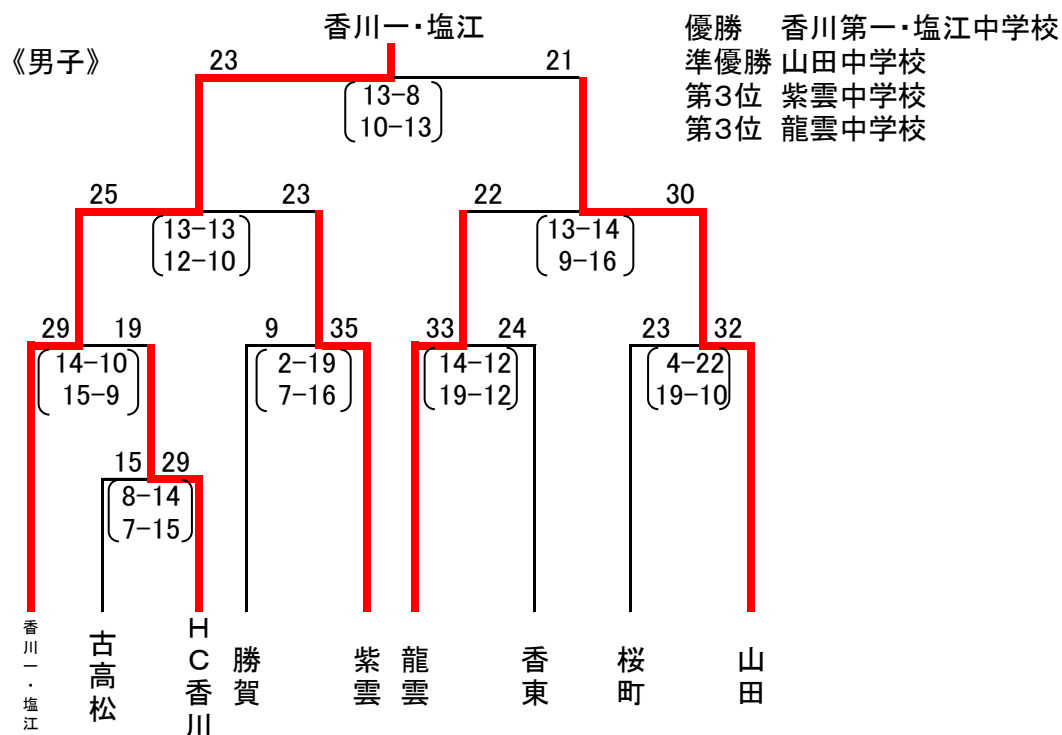 香川一・塩江
優勝 香川第一・塩江中学校
《男子》
準優勝 山田中学校
第3位 紫雲中学校
第3位 龍雲中学校
23 21
13-8
10-13
25 23 22 30
13-13 13-14
12-10 9-16
29 19 9 35 33 24 23 32
14-10 2-19 14-12 4-22
15-9 7-16 19-12 19-10
15 29
8-14
7-15
香川一・塩江
古高松
HC香川
勝賀
紫雲
龍雲
香東
桜町
山田